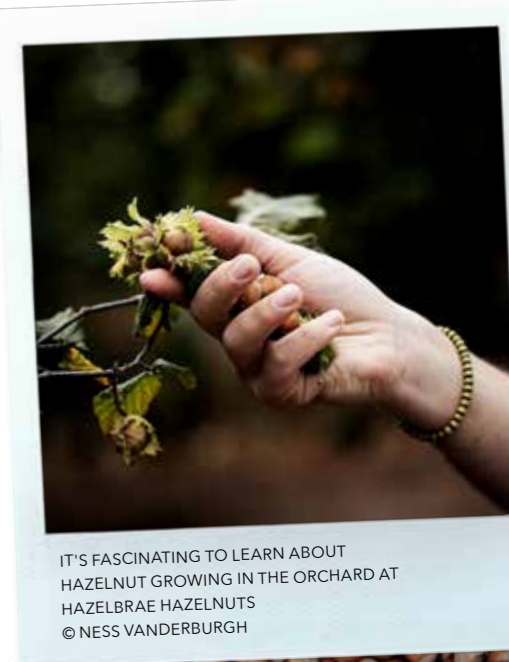 IT'S FASCINATING TO LEARN ABOUT
HAZELNUT GROWING IN THE ORCHARD AT
HAZELBRAE HAZELNUTS
© NESS VANDERBURGH